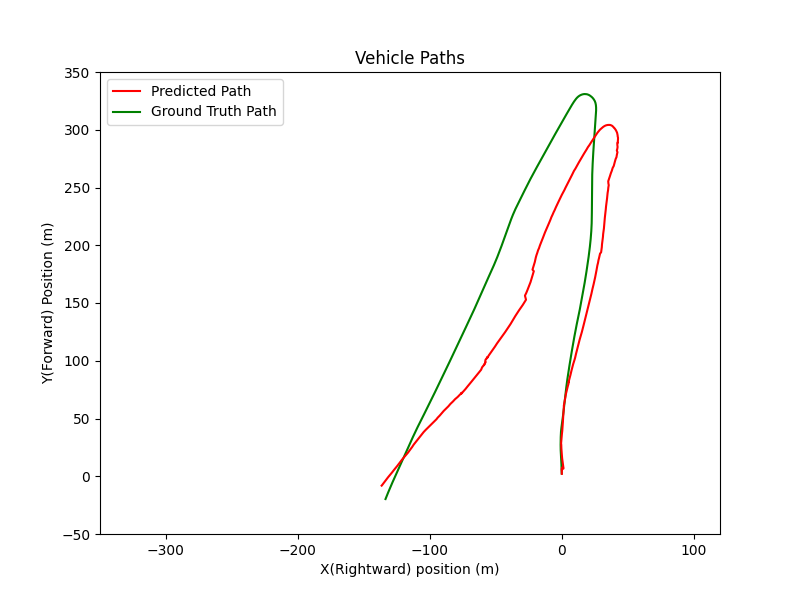 Vehicle Paths
Predicted Path
Ground Truth Path
350
300
250
200
150
100
50
0
−50
Y(Forward) Position (m)
−300
−200
−100
0
100
X(Rightward) position (m)